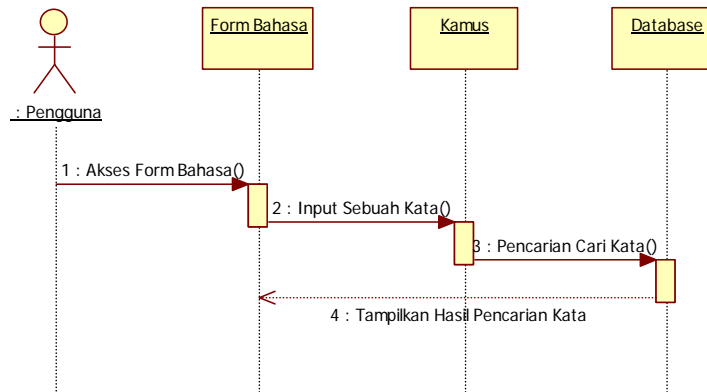 Form Bahasa
Kamus
Database
: Pengguna
1 : Akses Form Bahasa()
2 : Input Sebuah Kata()
3 : Pencarian Cari Kata()
4 : Tampilkan Hasil Pencarian Kata